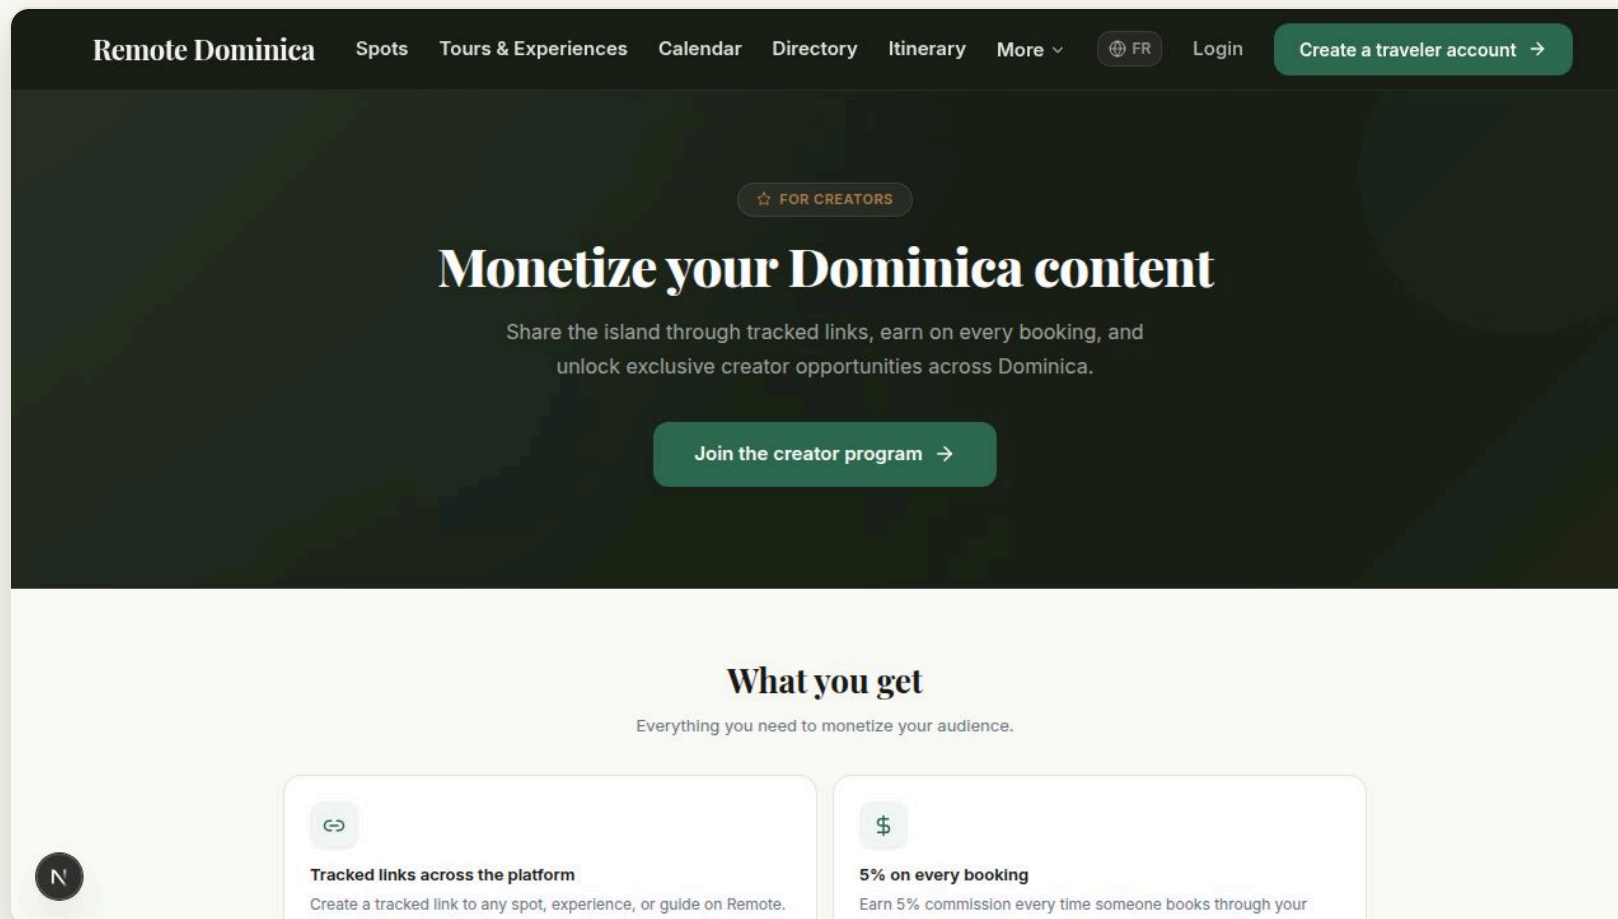 Remote Dominica
Spots
Tours & Experiences
Calendar
Directory
Itinerary
More
FR
Login
Create a traveler account
FOR CREATORS
Monetize your Dominica content
Share the island through tracked links, earn on every booking, and
unlock exclusive creator opportunities across Dominica.
Join the creator program
What you get
Everything you need to monetize your audience.
Tracked links across the platform
Create a tracked link to any spot, experience, or guide on Remote.
5% on every booking
Earn 5% commission every time someone books through your
N